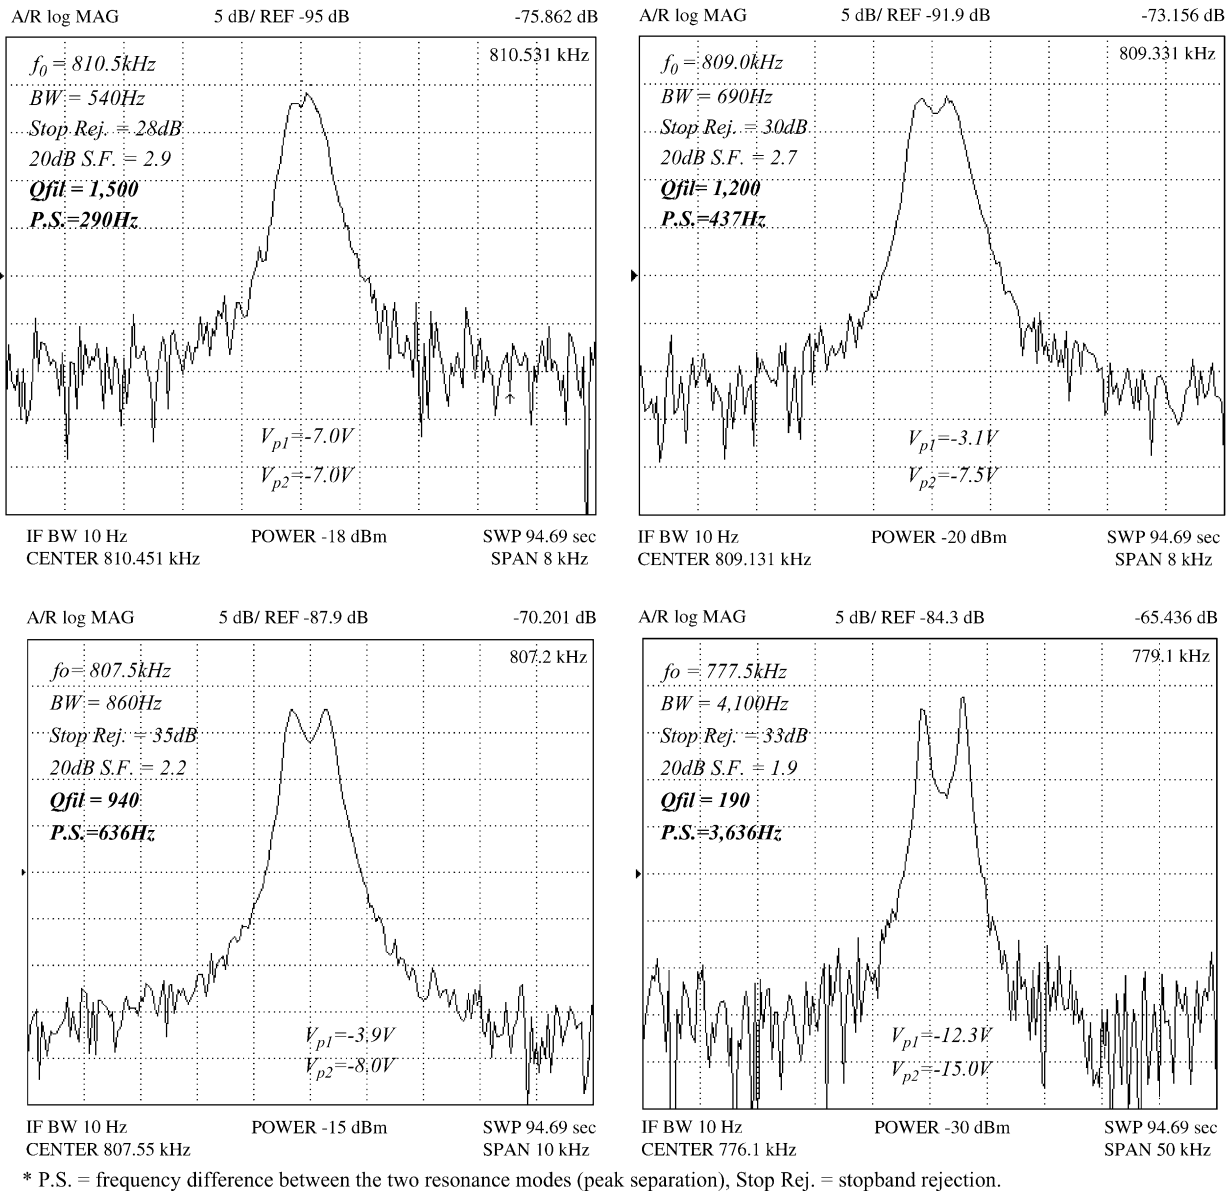 A/R log MAG 5 dB/ REF -95 dB -75.862 dB
810.531 kHz
f0 = 810.5kHz
BW = 540Hz
Stop Rej. = 28dB
20dB S.F. = 2.9
Qfil = 1,500
P.S.=290Hz
Vp1=-7.0V
Vp2=-7.0V
IF BW 10 Hz POWER -18 dBm SWP 94.69 sec
CENTER 810.451 kHz SPAN 8 kHz
A/R log MAG 5 dB/ REF -91.9 dB -73.156 dB
809.331 kHz
f0 = 809.0kHz
BW = 690Hz
Stop Rej. = 30dB
20dB S.F. = 2.7
Qfil = 1,200
P.S.=437Hz
Vp1=-3.1V
Vp2=-7.5V
IF BW 10 Hz POWER -20 dBm SWP 94.69 sec
CENTER 809.131 kHz SPAN 8 kHz
A/R log MAG 5 dB/ REF -87.9 dB -70.201 dB
807.2 kHz
fo = 807.5kHz
BW = 860Hz
Stop Rej. = 35dB
20dB S.F. = 2.2
Qfil = 940
P.S.=636Hz
Vp1=-3.9V
Vp2=-8.0V
IF BW 10 Hz POWER -15 dBm SWP 94.69 sec
CENTER 807.55 kHz SPAN 10 kHz
A/R log MAG 5 dB/ REF -84.3 dB -65.436 dB
779.1 kHz
fo = 777.5kHz
BW = 4,100Hz
Stop Rej. = 33dB
20dB S.F. = 1.9
Qfil = 190
P.S.=3,636Hz
Vp1=-12.3V
Vp2=-15.0V
IF BW 10 Hz POWER -30 dBm SWP 94.69 sec
CENTER 776.1 kHz SPAN 50 kHz
* P.S. = frequency difference between the two resonance modes (peak separation), Stop Rej. = stopband rejection.